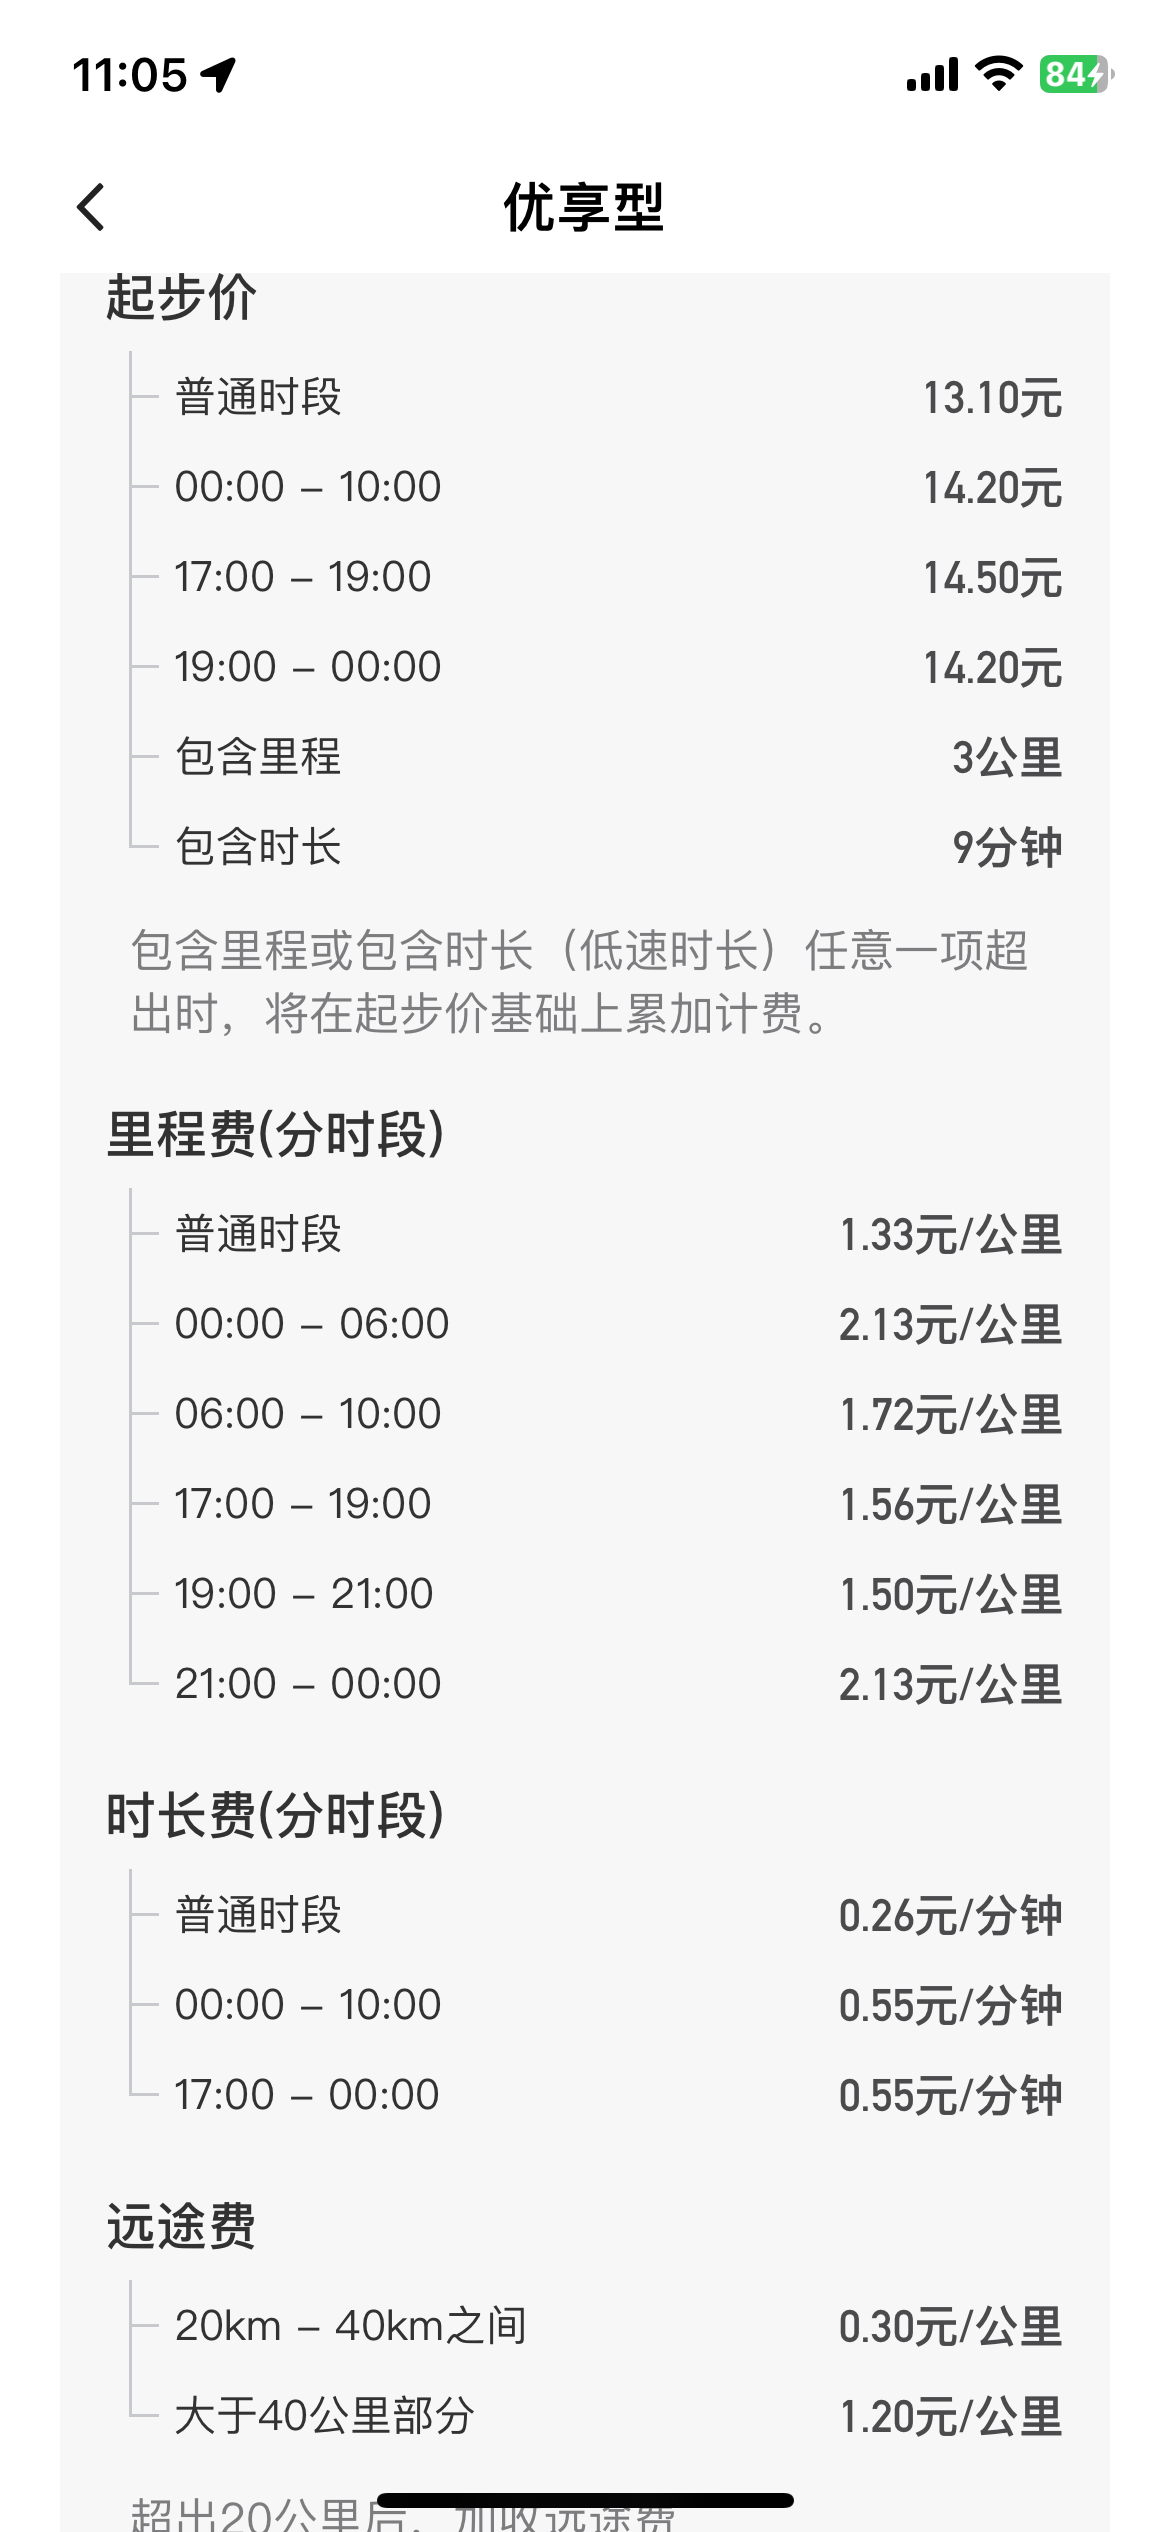 11:05
84
优享型
起步价
普通时段 13.10元
00:00 – 10:00 14.20元
17:00 – 19:00 14.50元
19:00 – 00:00 14.20元
包含里程 3公里
包含时长 9分钟
包含里程或包含时长（低速时长）任意一项超
出时，将在起步价基础上累加计费。
里程费(分时段)
普通时段 1.33元/公里
00:00 – 06:00 2.13元/公里
06:00 – 10:00 1.72元/公里
17:00 – 19:00 1.56元/公里
19:00 – 21:00 1.50元/公里
21:00 – 00:00 2.13元/公里
时长费(分时段)
普通时段 0.26元/分钟
00:00 – 10:00 0.55元/分钟
17:00 – 00:00 0.55元/分钟
远途费
20km – 40km之间 0.30元/公里
大于40公里部分 1.20元/公里
超出20公里后，加收远途费